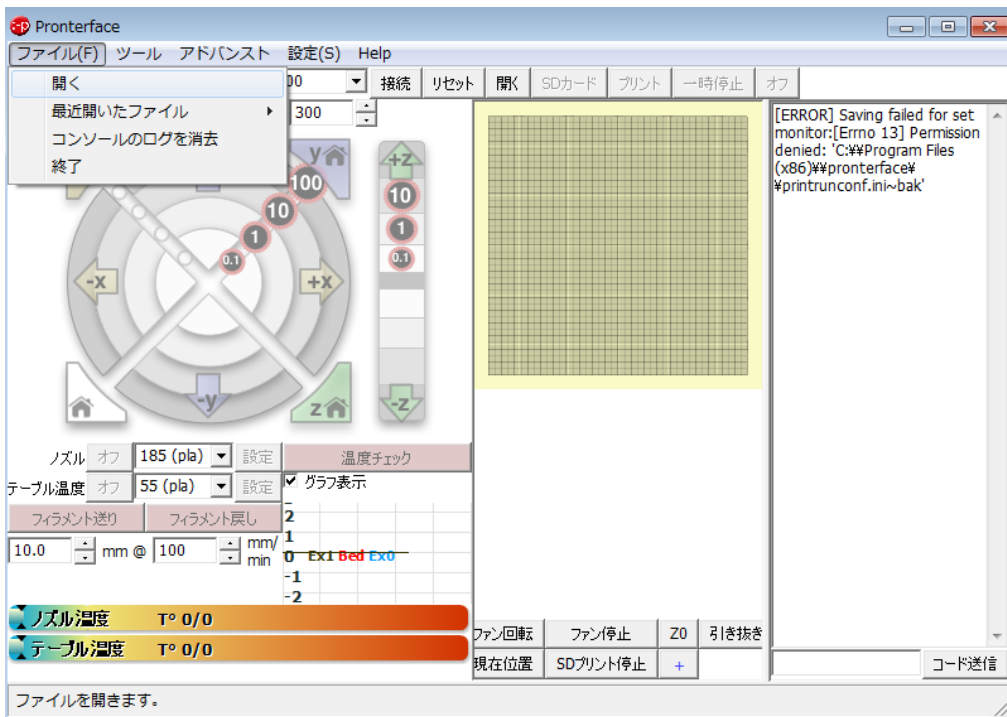 Pronterface
ファイル(F) ツール アドバンスト 設定(S) Help
開く
最近開いたファイル
コンソールのログを消去
終了
00 接続 リセット 開く SDカード プリント 一時停止 オフ
300
[ERROR] Saving failed for set
monitor:[Errno 13] Permission
denied: 'C:¥¥Program Files
(x86)¥¥pronterface¥
¥printrunconf.ini~bak'
y
100
10
1
0.1
-x
+x
-y
z
+z
10
1
0.1
-z
ノズル オフ 185 (pla) 設定 温度チェック
テーブル温度 オフ 55 (pla) 設定 グラフ表示
フィラメント送り フィラメント戻し
10.0 mm @ 100 mm/
min
2
1
0 Ex1 Bed Ex0
-1
-2
ノズル温度 T° 0/0
テーブル温度 T° 0/0
ファン回転 ファン停止 Z0 引き抜き
現在位置 SDプリント停止 + コード送信
ファイルを開きます。